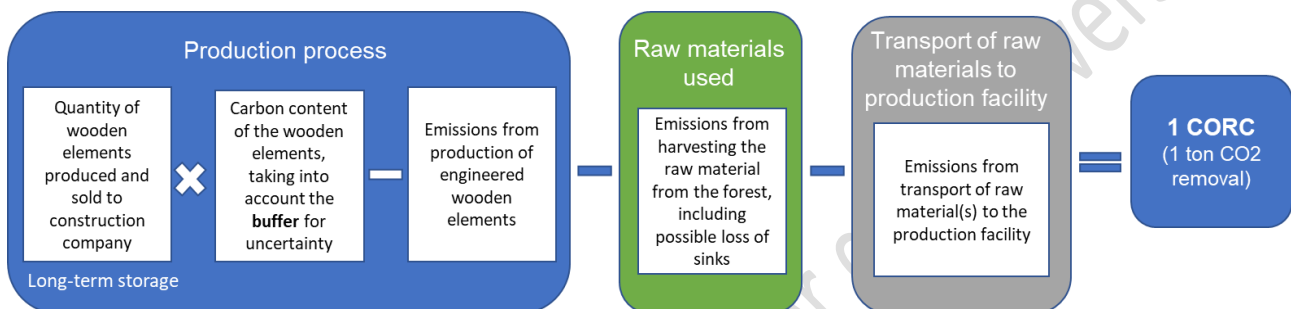 Production process
Quantity of
wooden
elements
produced and
sold to
construction
company
Carbon content
of the wooden
elements,
taking into
account the
buffer for
uncertainty
Emissions from
production of
engineered
wooden
elements
Long-term storage
Raw materials
used
Emissions from
harvesting the
raw material
from the forest,
including
possible loss of
sinks
Transport of raw
materials to
production facility
Emissions from
transport of raw
material(s) to the
production facility
1 CORC
(1 ton CO2
removal)